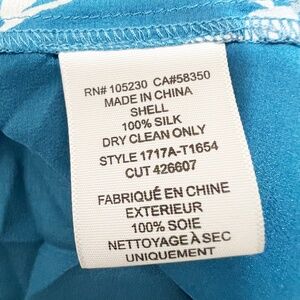 RN# 105230 CA#58350
MADE IN CHINA
SHELL
100% SILK
DRY CLEAN ONLY
STYLE 1717A-T1654
CUT 426607
FABRIQUÉ EN CHINE
EXTERIEUR
100% SOIE
NETTOYAGE À SEC
UNIQUEMENT